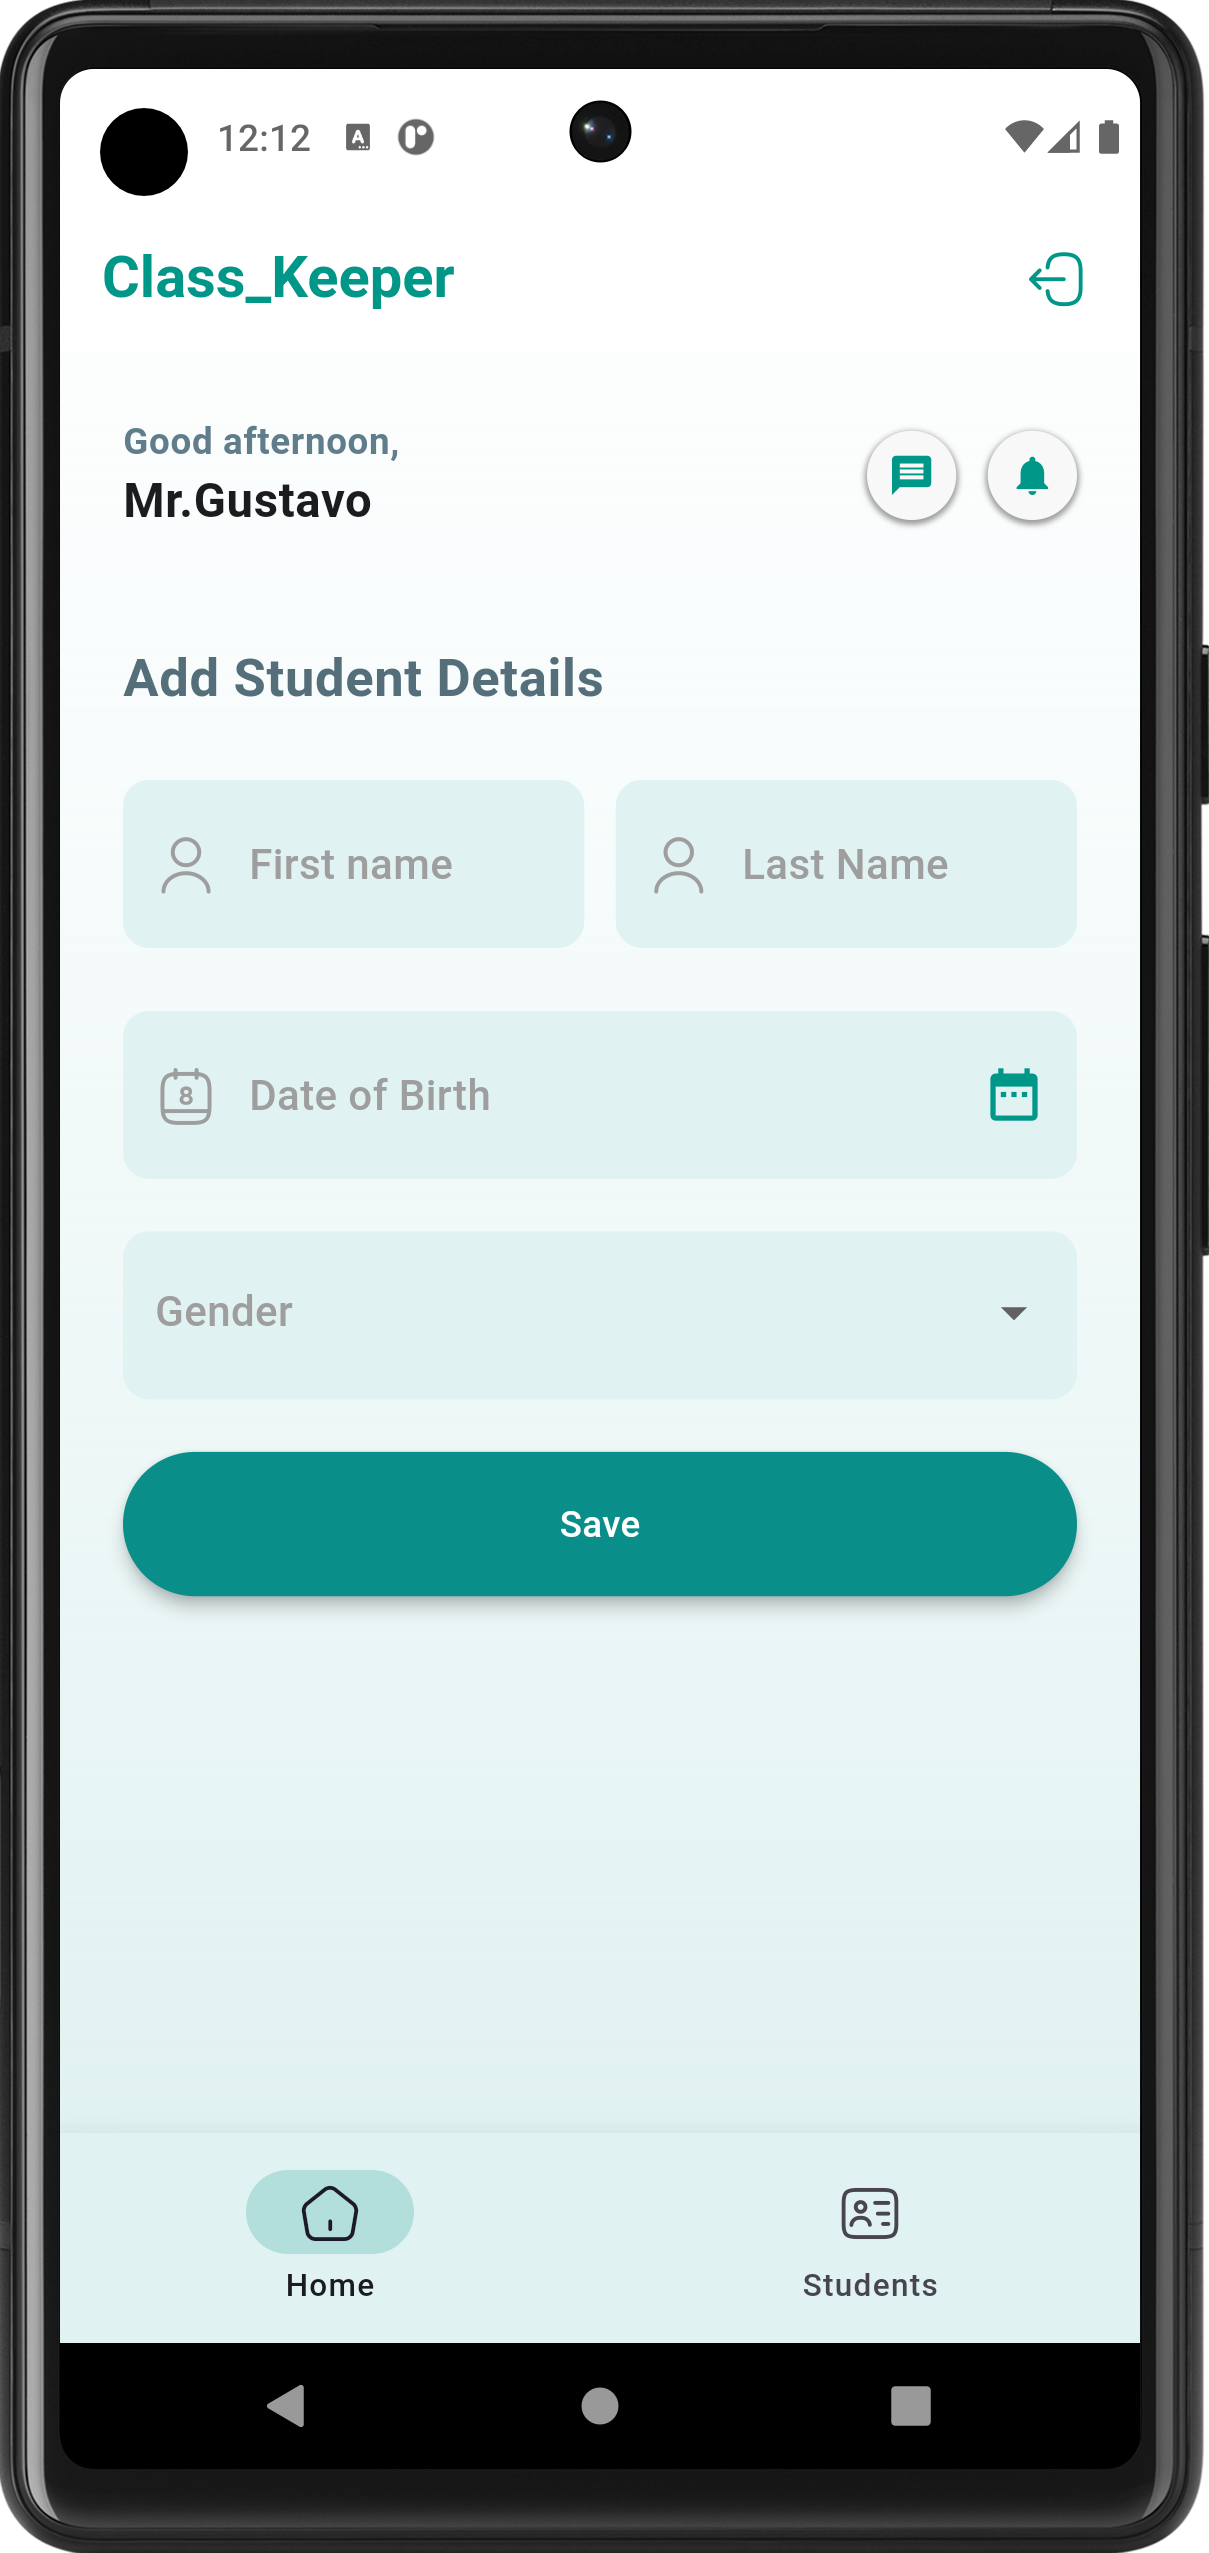 12:12
Class_Keeper
Good afternoon,
Mr.Gustavo
Add Student Details
First name
Last Name
8 Date of Birth
Gender
Save
Home
Students